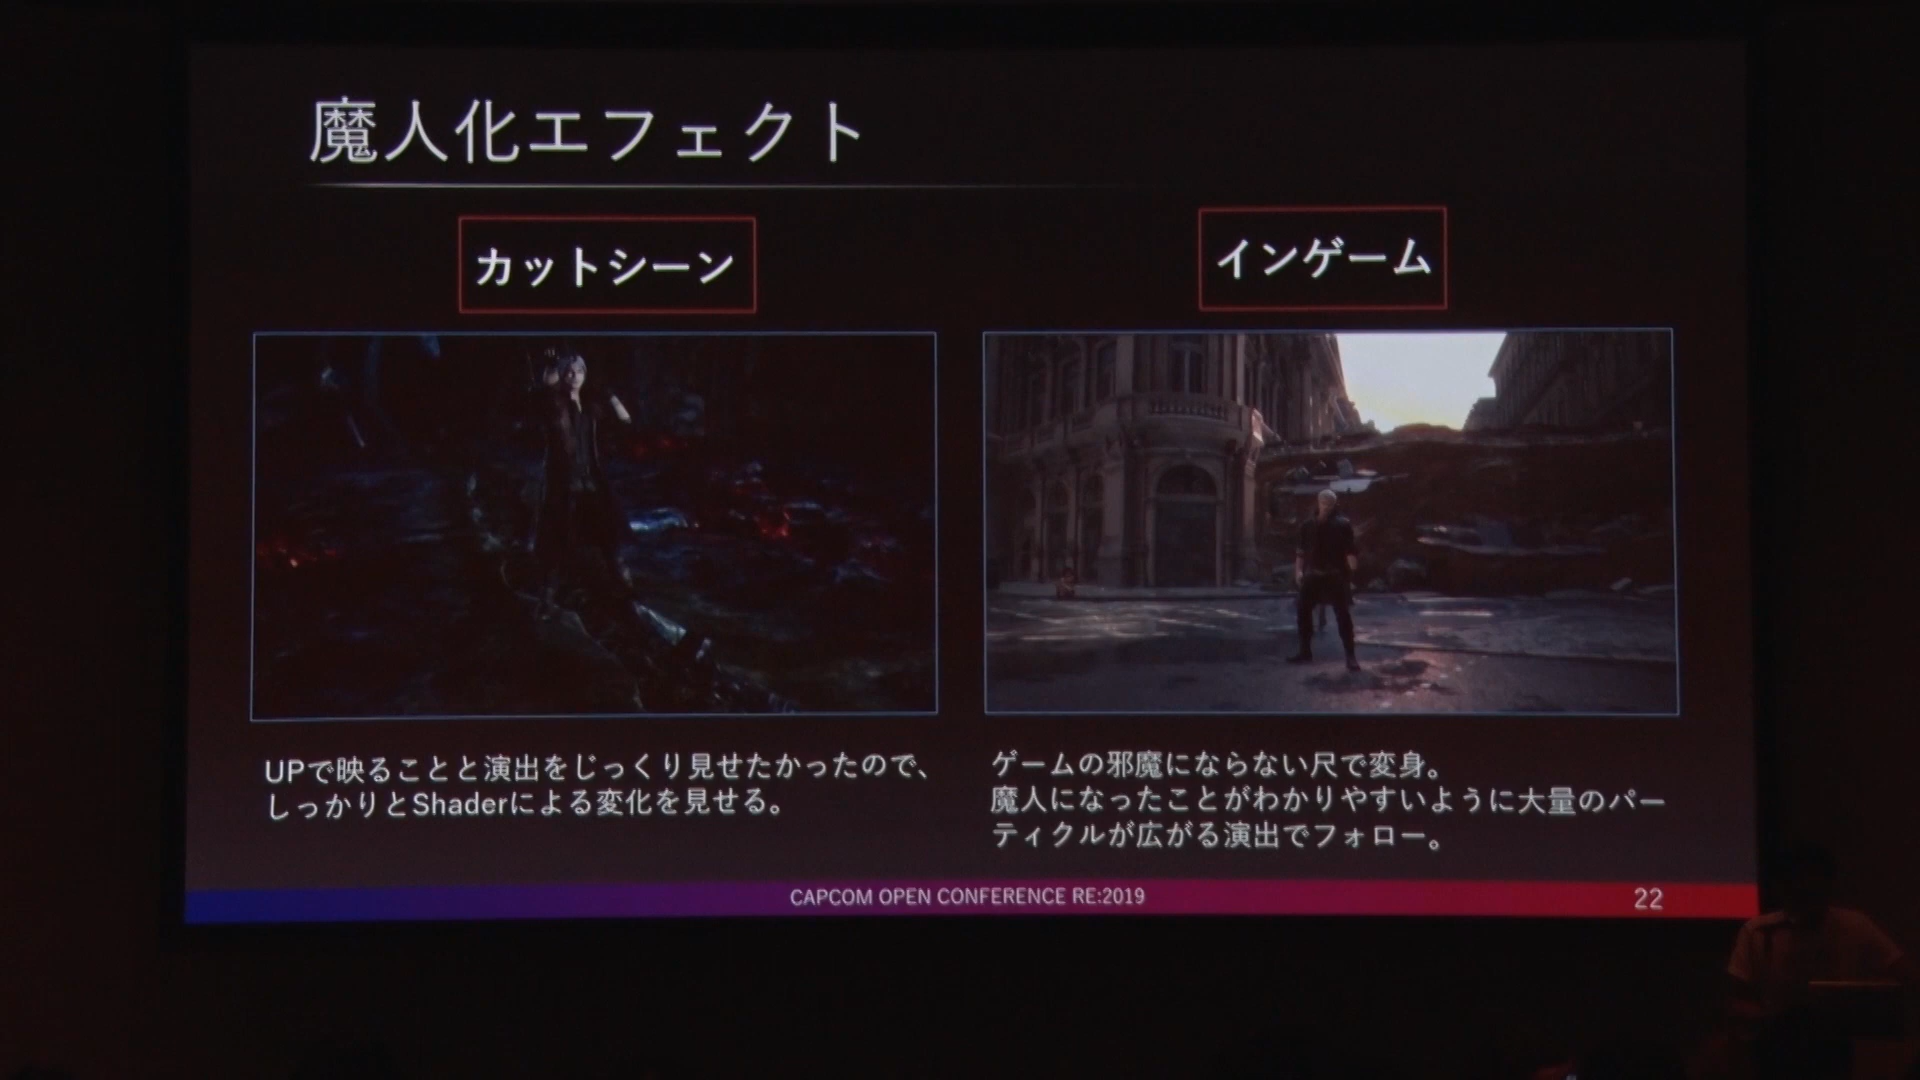 魔人化エフェクト
カットシーン
インゲーム
UPで映ることと演出をじっくり見せたかったので、
しっかりとShaderによる変化を見せる。
ゲームの邪魔にならない尺で変身。
魔人になったことがわかりやすいように大量のパー
ティクルが広がる演出でフォロー。
CAPCOM OPEN CONFERENCE RE:2019
22